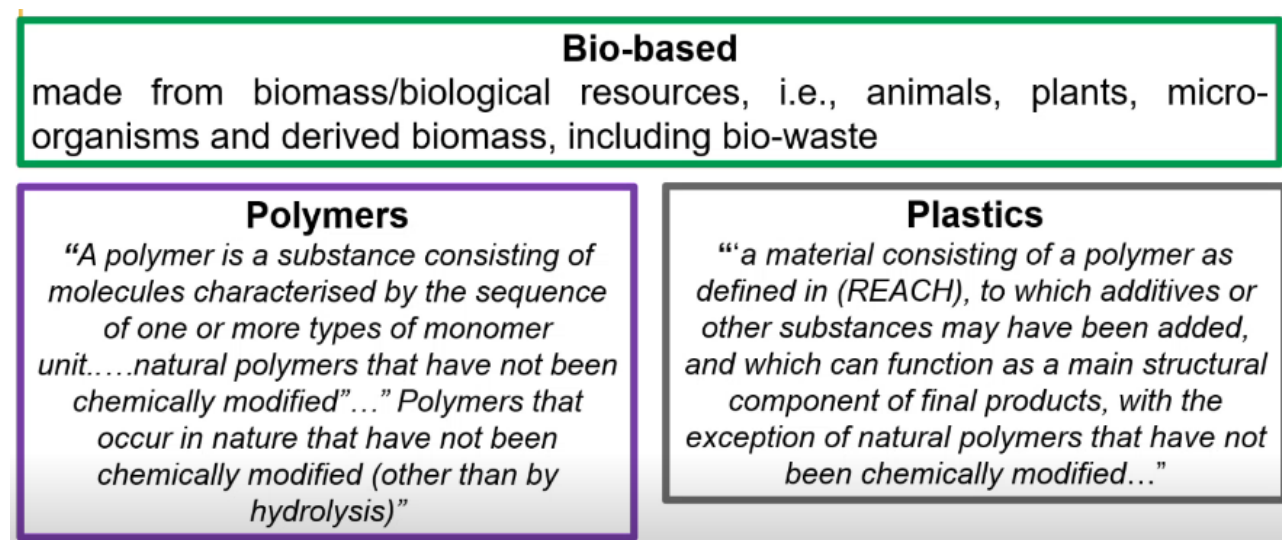 Bio-based
made from biomass/biological resources, i.e., animals, plants, micro-
organisms and derived biomass, including bio-waste
Polymers
“A polymer is a substance consisting of
molecules characterised by the sequence
of one or more types of monomer
unit.….natural polymers that have not been
chemically modified”…” Polymers that
occur in nature that have not been
chemically modified (other than by
hydrolysis)”
Plastics
“‘a material consisting of a polymer as
defined in (REACH), to which additives or
other substances may have been added,
and which can function as a main structural
component of final products, with the
exception of natural polymers that have not
been chemically modified…”